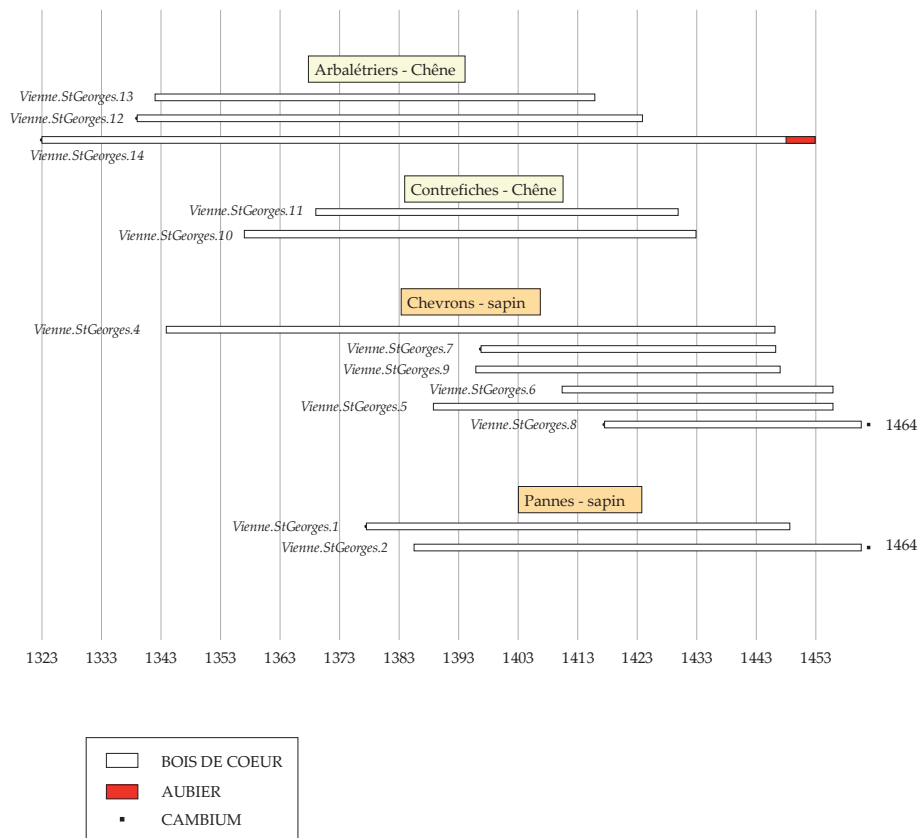 Arbalétriers - Chêne
Vienne.StGeorges.13
Vienne.StGeorges.12
Vienne.StGeorges.14
Contrefiches - Chêne
Vienne.StGeorges.11
Vienne.StGeorges.10
Chevrons - sapin
Vienne.StGeorges.4
Vienne.StGeorges.7
Vienne.StGeorges.9
Vienne.StGeorges.6
Vienne.StGeorges.5
Vienne.StGeorges.8 1464
Pannes - sapin
Vienne.StGeorges.1
Vienne.StGeorges.2 1464
1323 1333 1343 1353 1363 1373 1383 1393 1403 1413 1423 1433 1443 1453
BOIS DE COEUR
AUBIER
CAMBIUM